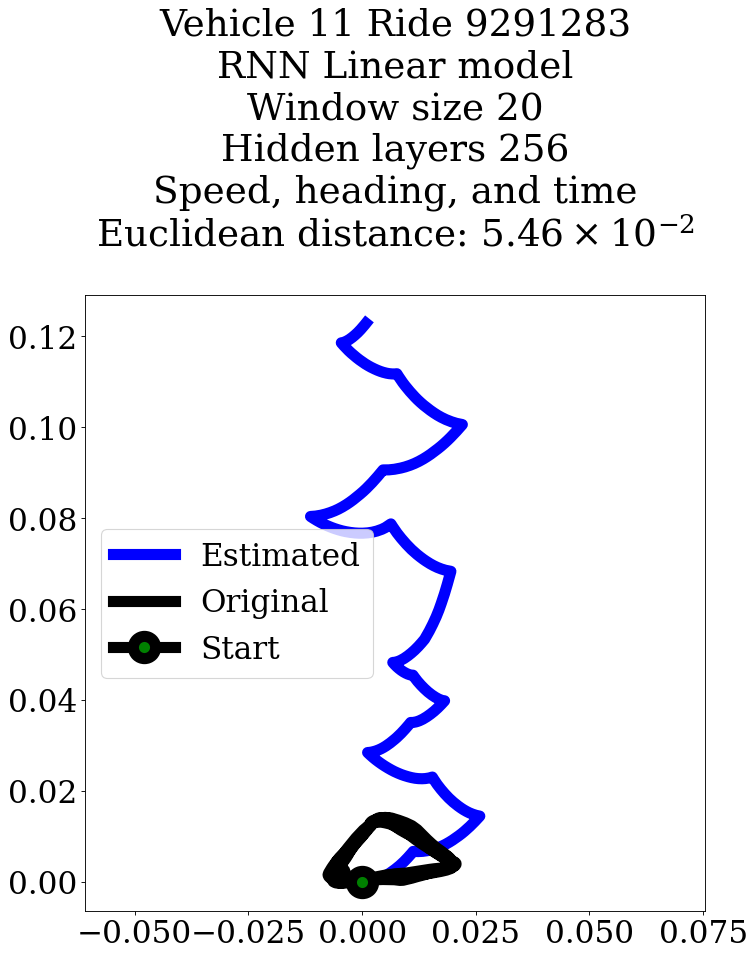 Vehicle 11 Ride 9291283
RNN Linear model
Window size 20
Hidden layers 256
Speed, heading, and time
Euclidean distance: 5.46 × 10⁻²
0.12
0.10
0.08
0.06
0.04
0.02
0.00
Estimated
Original
Start
−0.050 −0.025 0.000 0.025 0.050 0.075